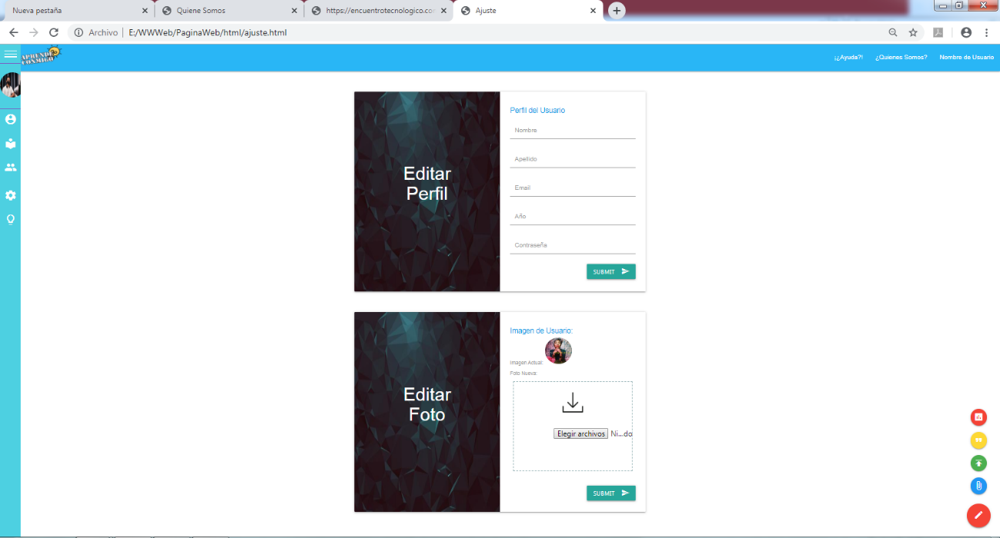 Nueva pestaña
Quiene Somos
https://encuentrotecnologico.con
Ajuste
Archivo
E:/WWWeb/PaginaWeb/html/ajuste.html
APRENDE
CONMIGO
¡¿Ayuda?!
¿Quienes Somos?
Nombre de Usuario
Editar
Perfil
Perfil del Usuario
Nombre
Apellido
Email
Año
Contraseña
SUBMIT
Editar
Foto
Imagen de Usuario:
Imagen Actual:
Foto Nueva:
Elegir archivos Ni...do
SUBMIT